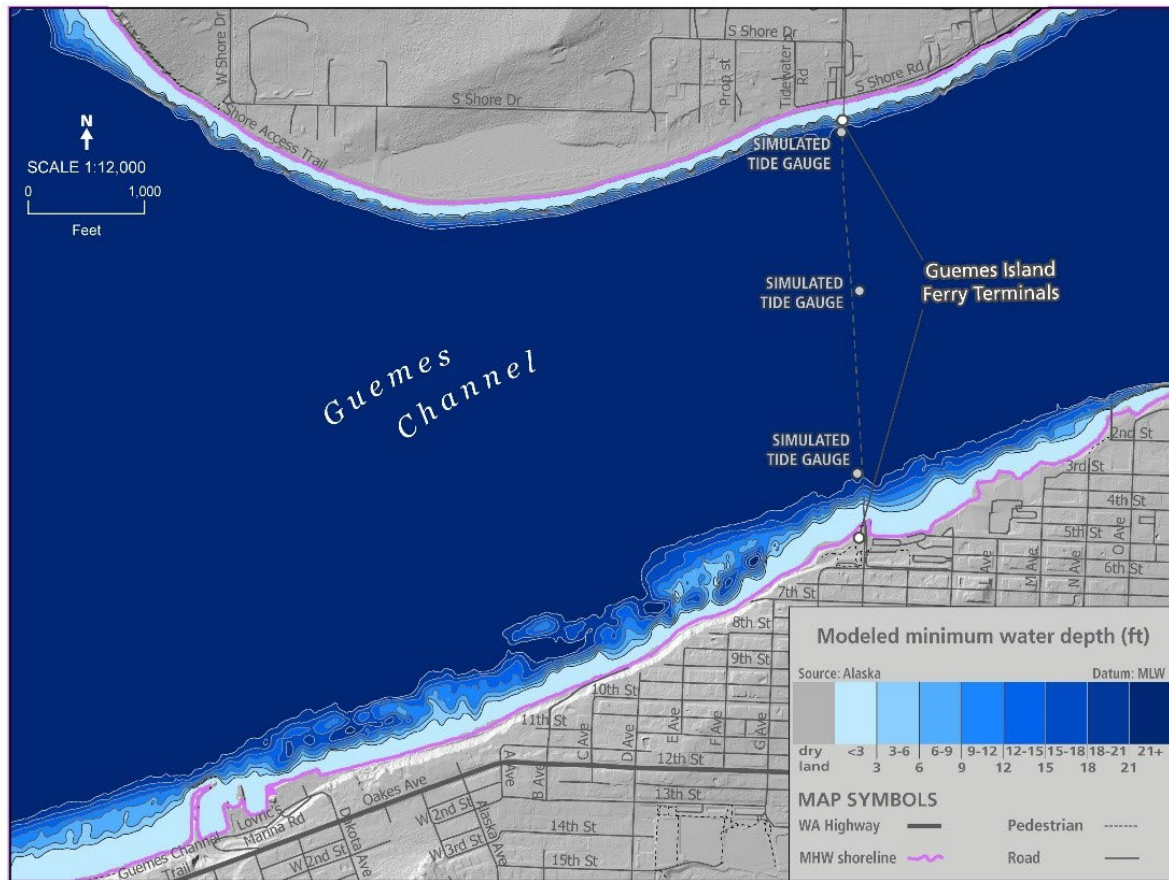 W Shore Dr
S Shore Dr
S Shore Dr
Prop st
Tidewater
Rd
S Shore Rd
Shore Access Trail
N
SCALE 1:12,000
0 1,000
Feet
SIMULATED
TIDE GAUGE
SIMULATED
TIDE GAUGE
Guemes Island
Ferry Terminals
Guemes
Channel
SIMULATED
TIDE GAUGE
2nd St
3rd St
4th St
5th St
6th St
L Ave
M Ave
N Ave
O Ave
7th St
8th St
9th St
10th St
11th St
12th St
13th St
14th St
15th St
A Ave
B Ave
C Ave
D Ave
E Ave
F Ave
G Ave
Oakes Ave
W 2nd St
W 3rd St
Alaska Ave
Dakota Ave
W 2nd St
Lovric's
Marina Rd
Guemes Channel
Trail
Modeled minimum water depth (ft)
Source: Alaska Datum: MLW
dry <3 3-6 6-9 9-12 12-15 15-18 18-21 21+
land 3 6 9 12 15 18 21
MAP SYMBOLS
WA Highway Pedestrian
MHW shoreline Road